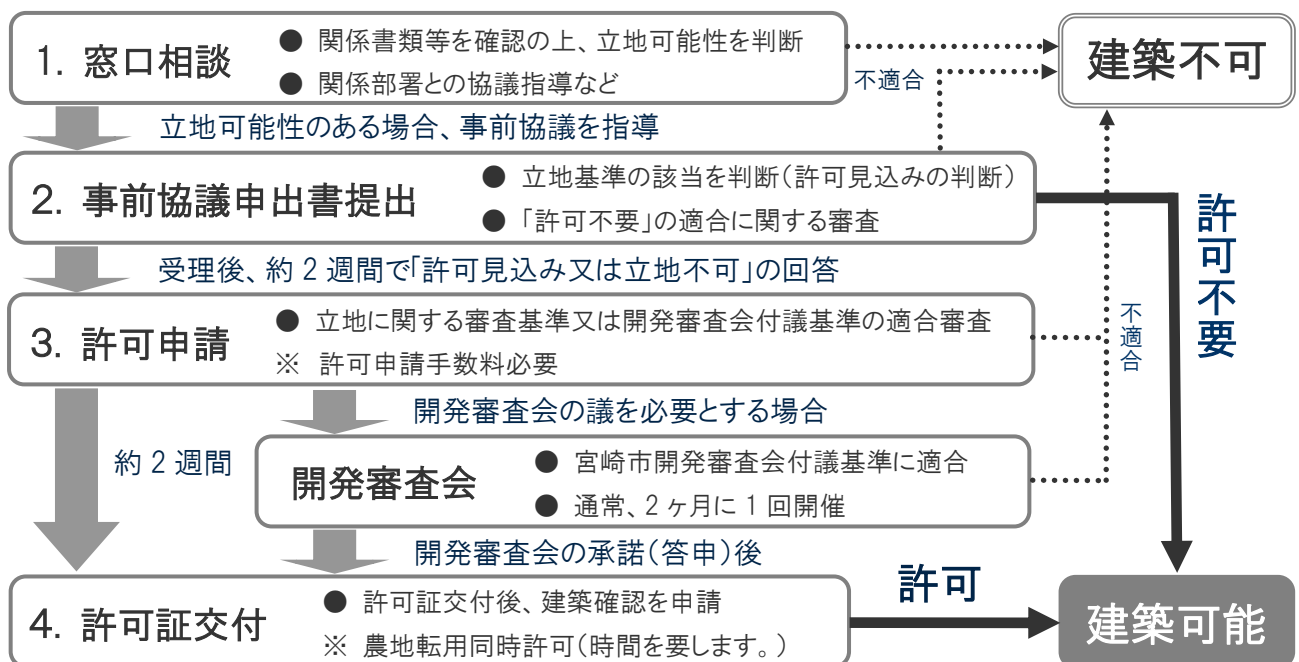 1. 窓口相談
● 関係書類等を確認の上、立地可能性を判断
● 関係部署との協議指導など
不適合
建築不可
立地可能性のある場合、事前協議を指導
2. 事前協議申出書提出
● 立地基準の該当を判断(許可見込みの判断)
● 「許可不要」の適合に関する審査
許可不要
受理後、約2週間で「許可見込み又は立地不可」の回答
3. 許可申請
● 立地に関する審査基準又は開発審査会付議基準の適合審査
※ 許可申請手数料必要
不適合
開発審査会の議を必要とする場合
約2週間
開発審査会
● 宮崎市開発審査会付議基準に適合
● 通常、2ヶ月に1回開催
開発審査会の承諾(答申)後
4. 許可証交付
● 許可証交付後、建築確認を申請
※ 農地転用同時許可(時間を要します。)
許可
建築可能